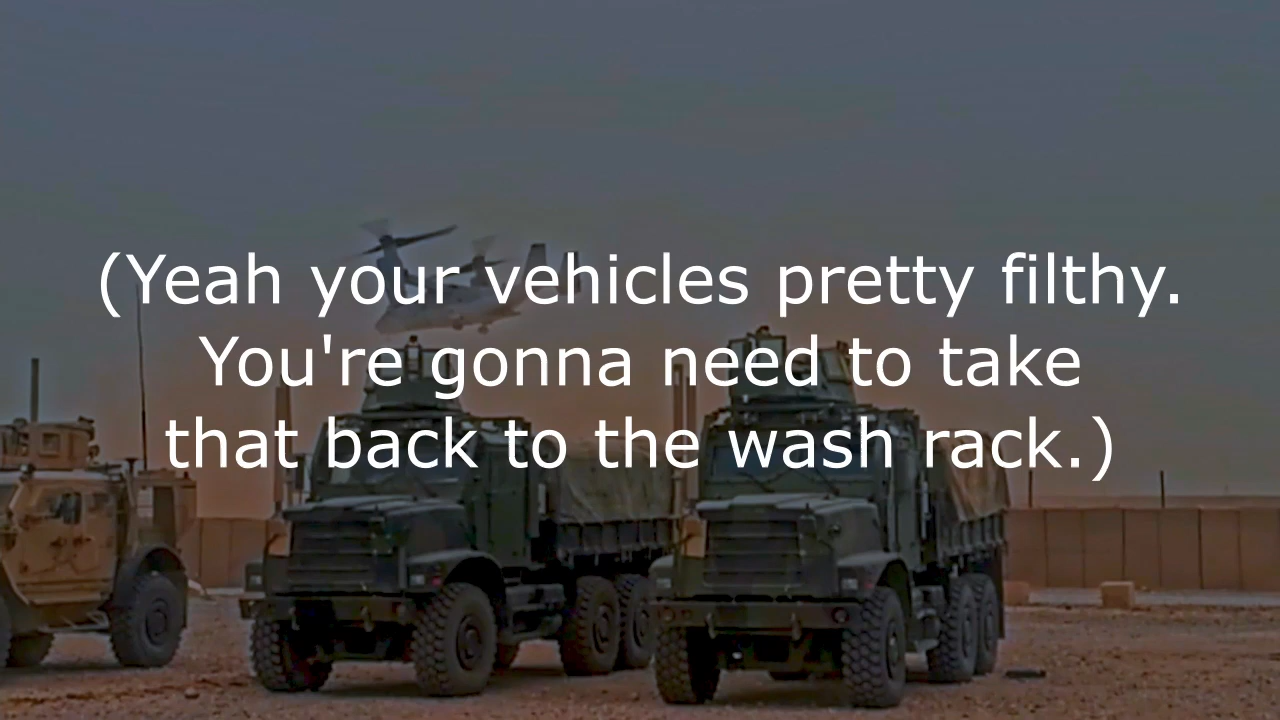 (Yeah your vehicles pretty filthy.
You're gonna need to take
that back to the wash rack.)